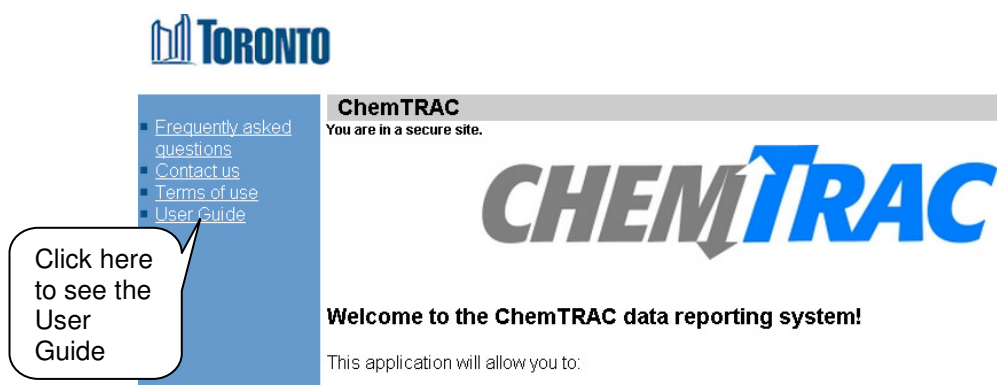 TORONTO
ChemTRAC
You are in a secure site.
Frequently asked
questions
Contact us
Terms of use
User Guide
CHEMTRAC
Click here
to see the
User
Guide
Welcome to the ChemTRAC data reporting system!
This application will allow you to: